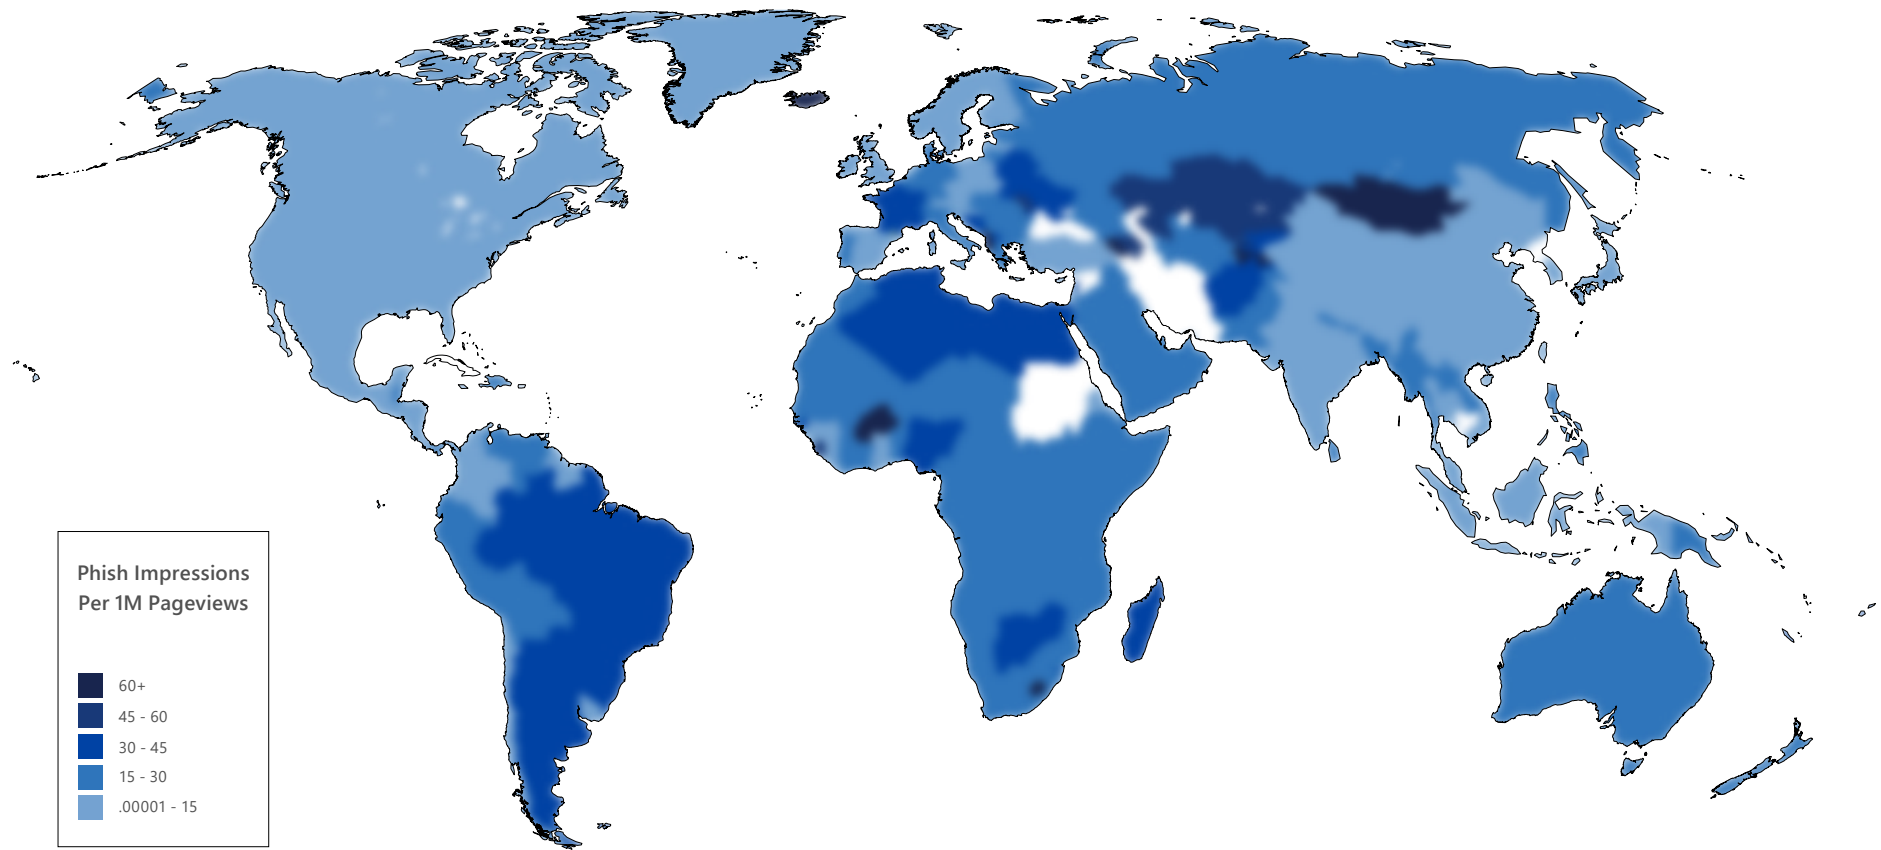 Phish Impressions
Per 1M Pageviews
60+
45 - 60
30 - 45
15 - 30
.00001 - 15